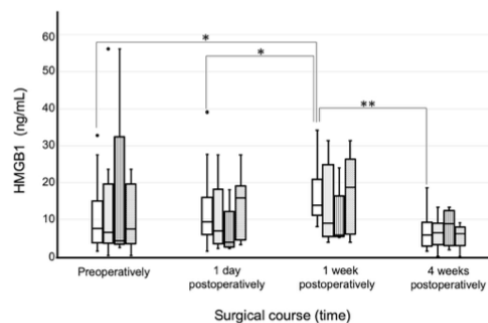 60
50
40
30
20
10
0
HMGB1 (ng/mL)
*
*
**
Preoperatively
1 day
postoperatively
1 week
postoperatively
4 weeks
postoperatively
Surgical course (time)